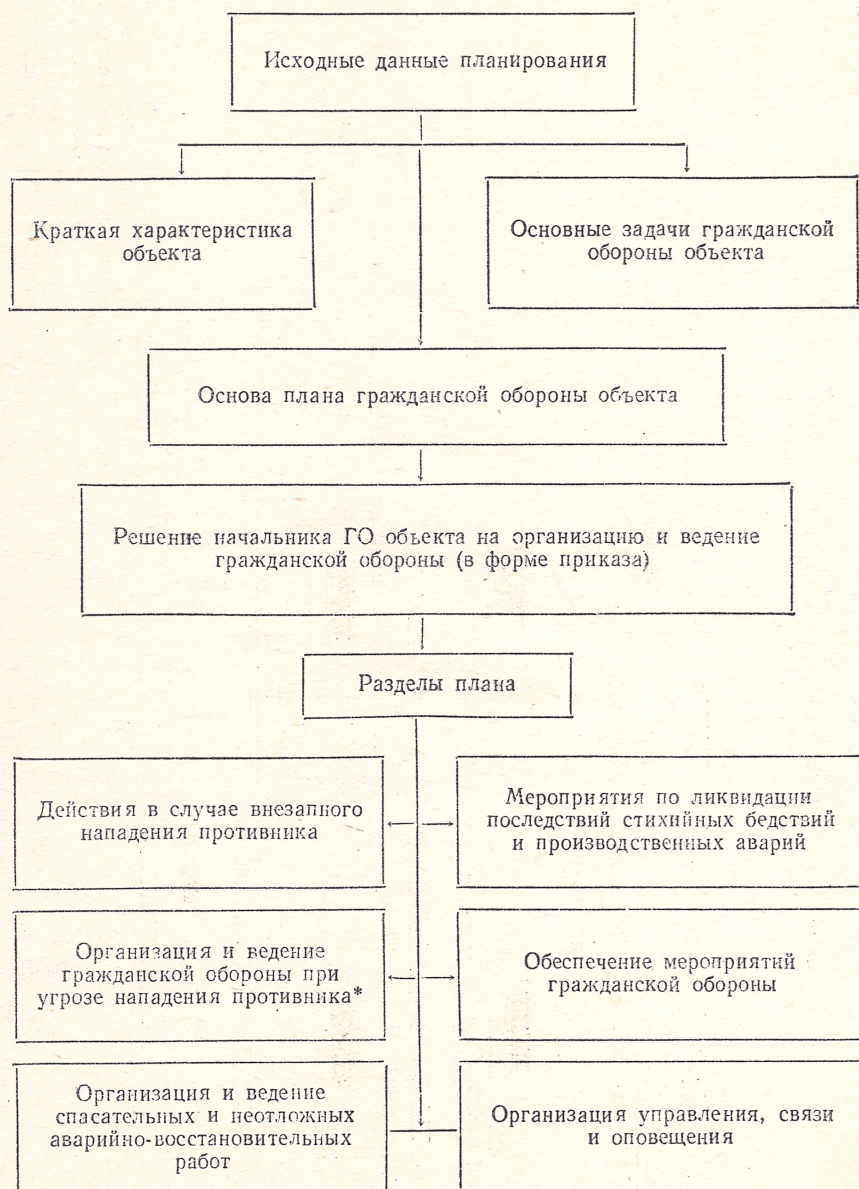 Исходные данные планирования
Краткая характеристика
объекта
Основные задачи гражданской
обороны объекта
Основа плана гражданской обороны объекта
Решение начальника ГО объекта на организацию и ведение
гражданской обороны (в форме приказа)
Разделы плана
Действия в случае внезапного
нападения противника
Мероприятия по ликвидации
последствий стихийных бедствий
и производственных аварий
Организация и ведение
гражданской обороны при
угрозе нападения противника*
Обеспечение мероприятий
гражданской обороны
Организация и ведение
спасательных и неотложных
аварийно-восстановительных
работ
Организация управления, связи
и оповещения